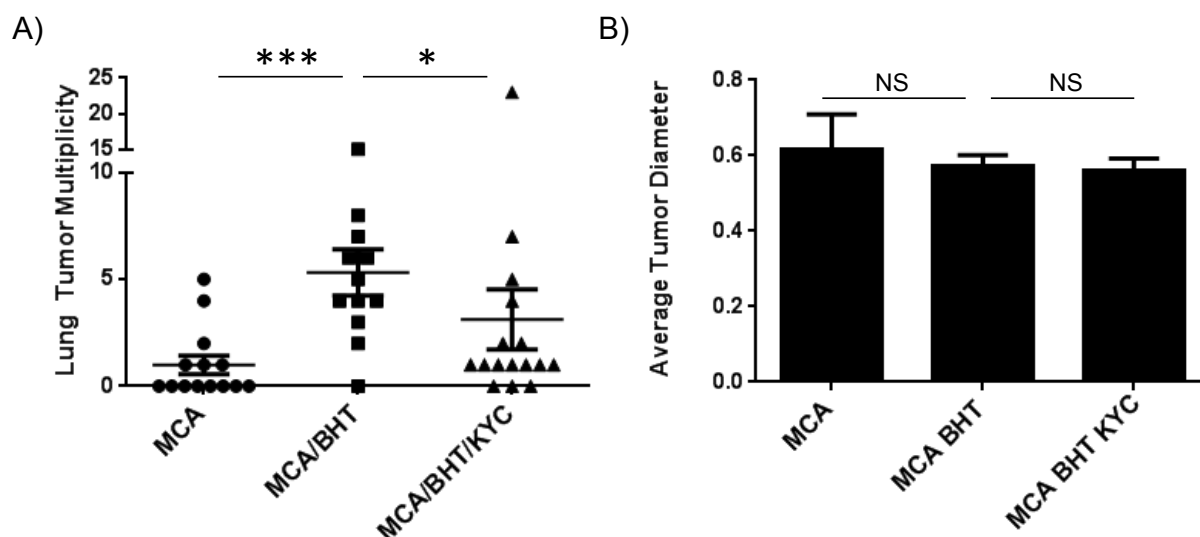 A)
*** *
Lung Tumor Multiplicity
25
20
15
10
5
0
MCA
MCA/BHT
MCA/BHT/KYC
B)
NS NS
Average Tumor Diameter
0.8
0.6
0.4
0.2
0.0
MCA
MCA BHT
MCA BHT KYC